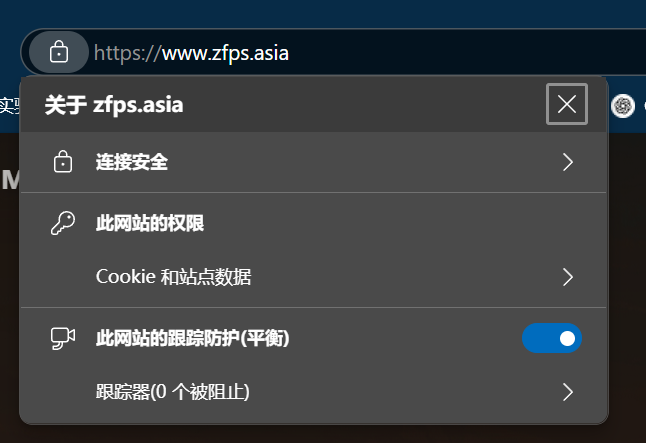 https://www.zfps.asia
实
关于 zfps.asia
M
连接安全
此网站的权限
Cookie 和站点数据
此网站的跟踪防护(平衡)
跟踪器(0 个被阻止)